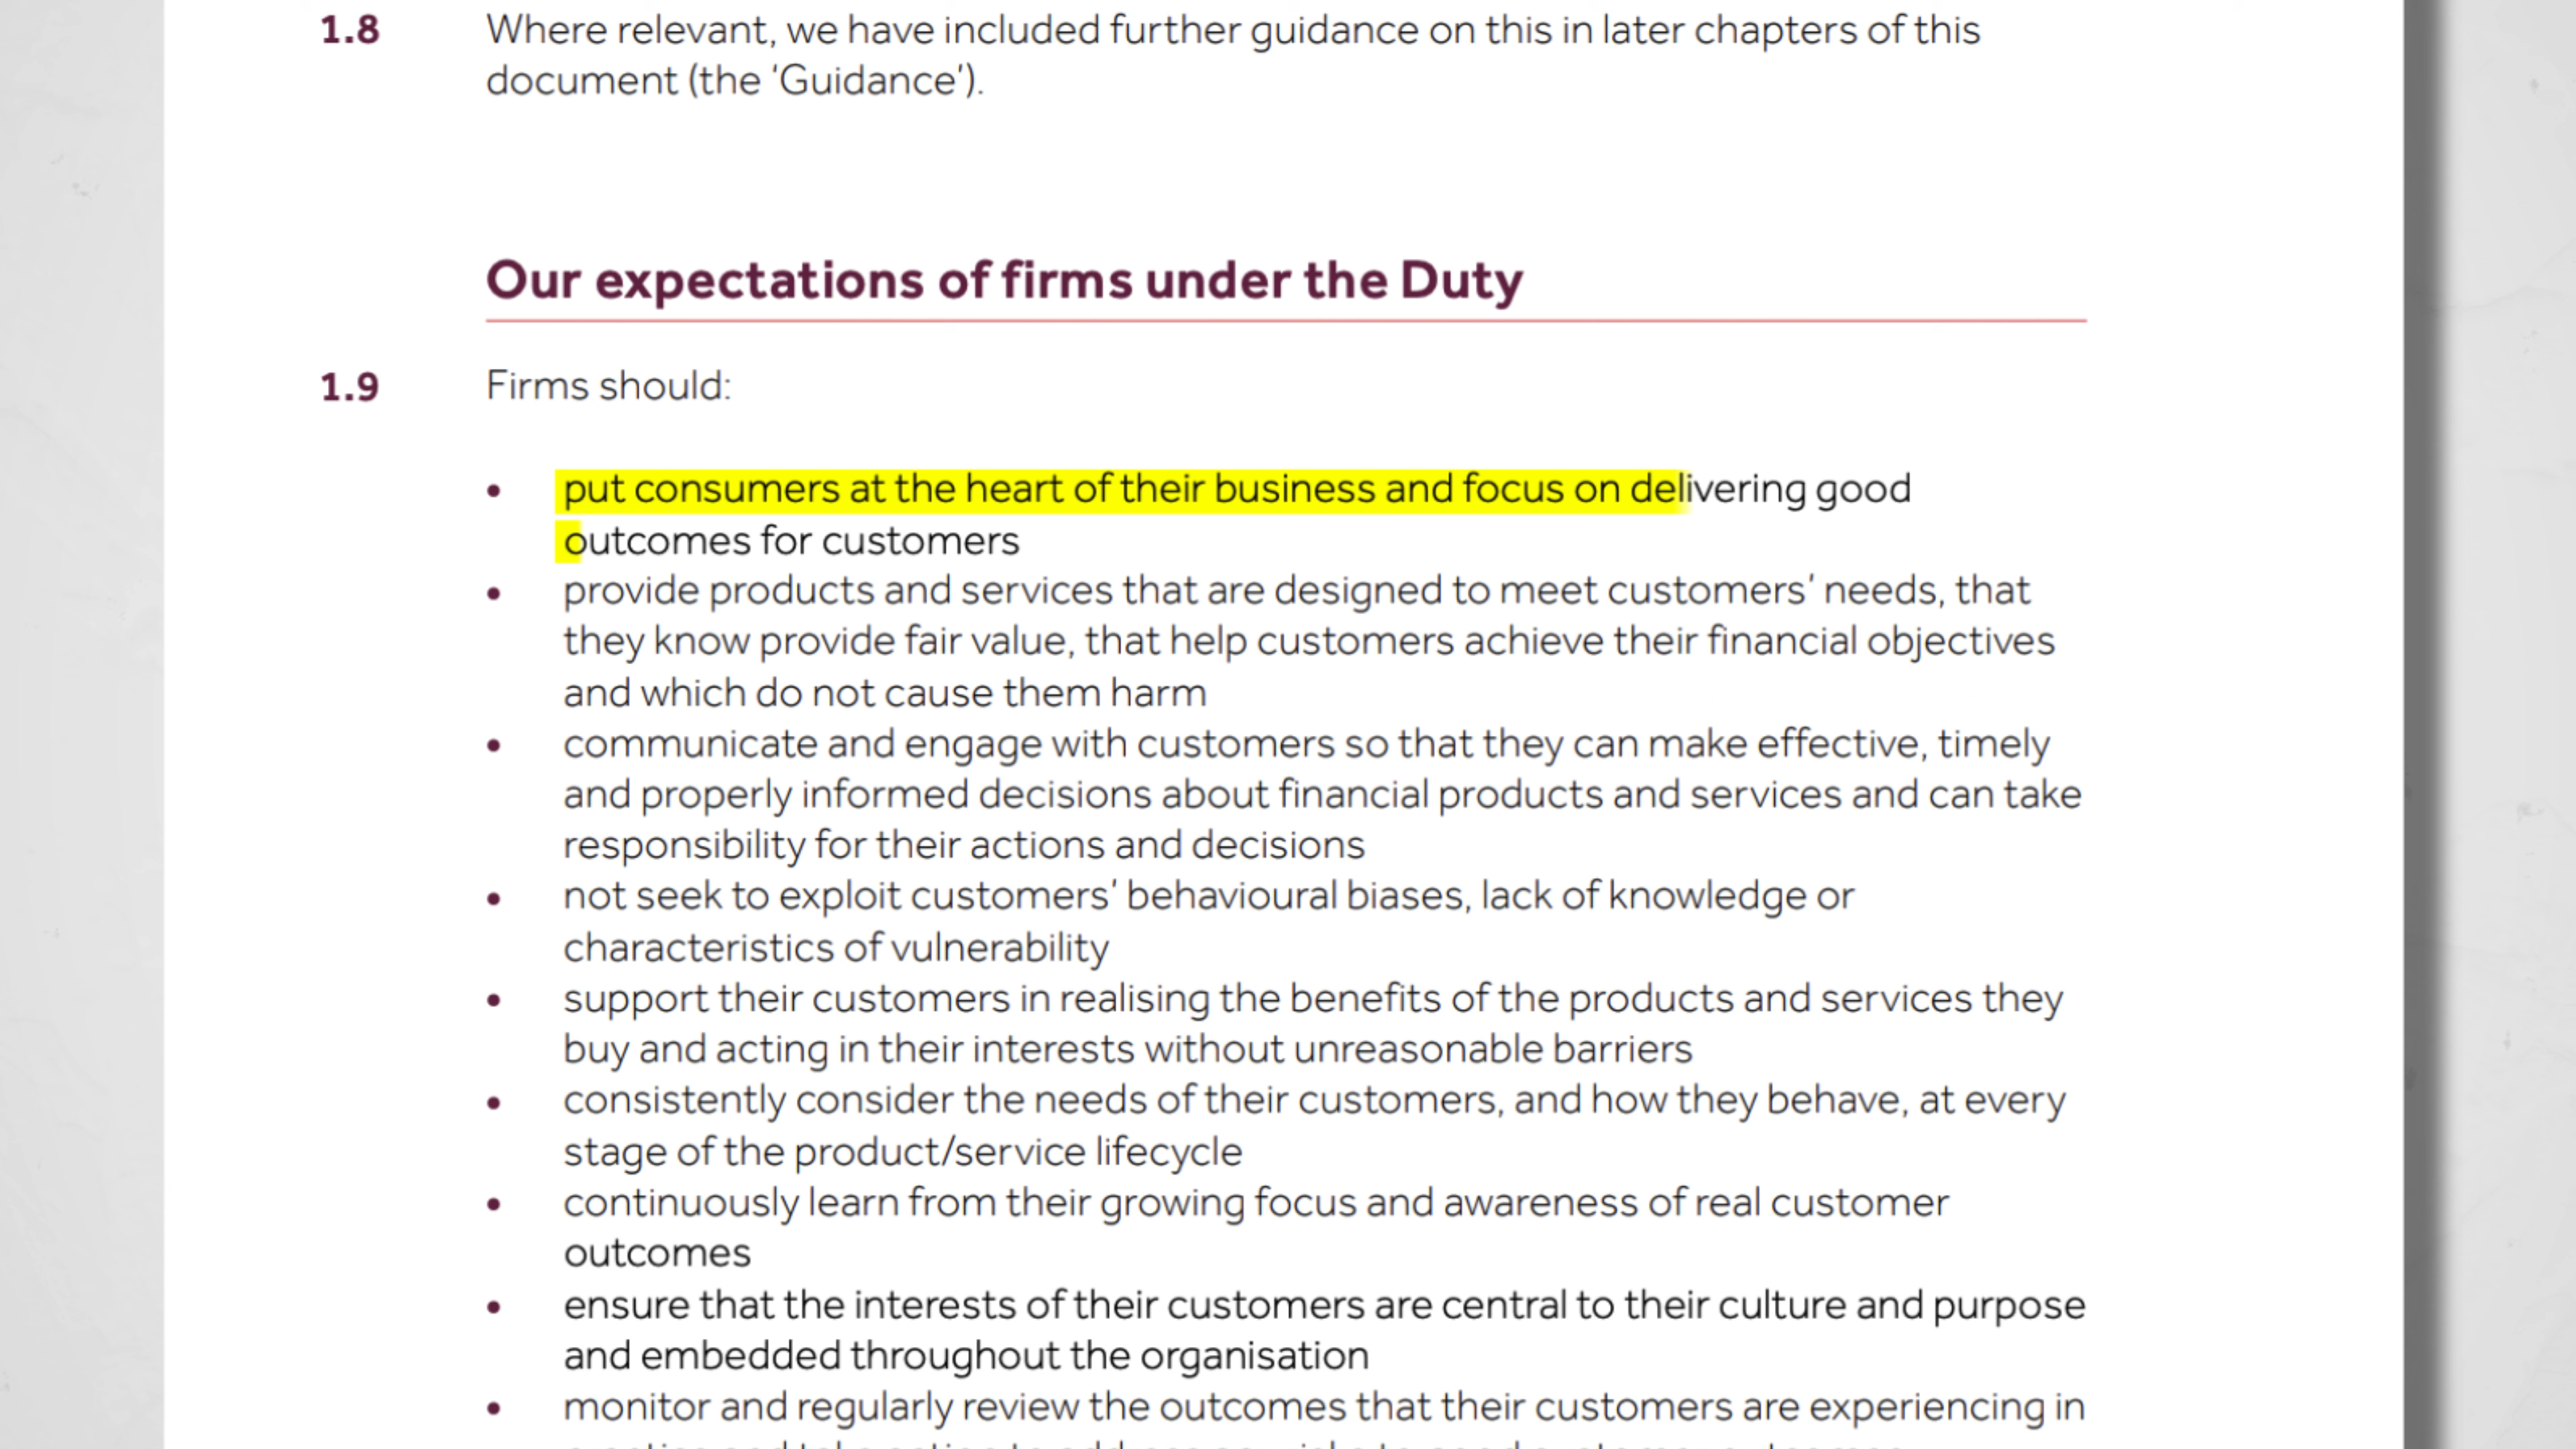 1.8 Where relevant, we have included further guidance on this in later chapters of this
document (the ‘Guidance’).
Our expectations of firms under the Duty
1.9 Firms should:
• put consumers at the heart of their business and focus on delivering good
outcomes for customers
• provide products and services that are designed to meet customers’ needs, that
they know provide fair value, that help customers achieve their financial objectives
and which do not cause them harm
• communicate and engage with customers so that they can make effective, timely
and properly informed decisions about financial products and services and can take
responsibility for their actions and decisions
• not seek to exploit customers’ behavioural biases, lack of knowledge or
characteristics of vulnerability
• support their customers in realising the benefits of the products and services they
buy and acting in their interests without unreasonable barriers
• consistently consider the needs of their customers, and how they behave, at every
stage of the product/service lifecycle
• continuously learn from their growing focus and awareness of real customer
outcomes
• ensure that the interests of their customers are central to their culture and purpose
and embedded throughout the organisation
• monitor and regularly review the outcomes that their customers are experiencing in